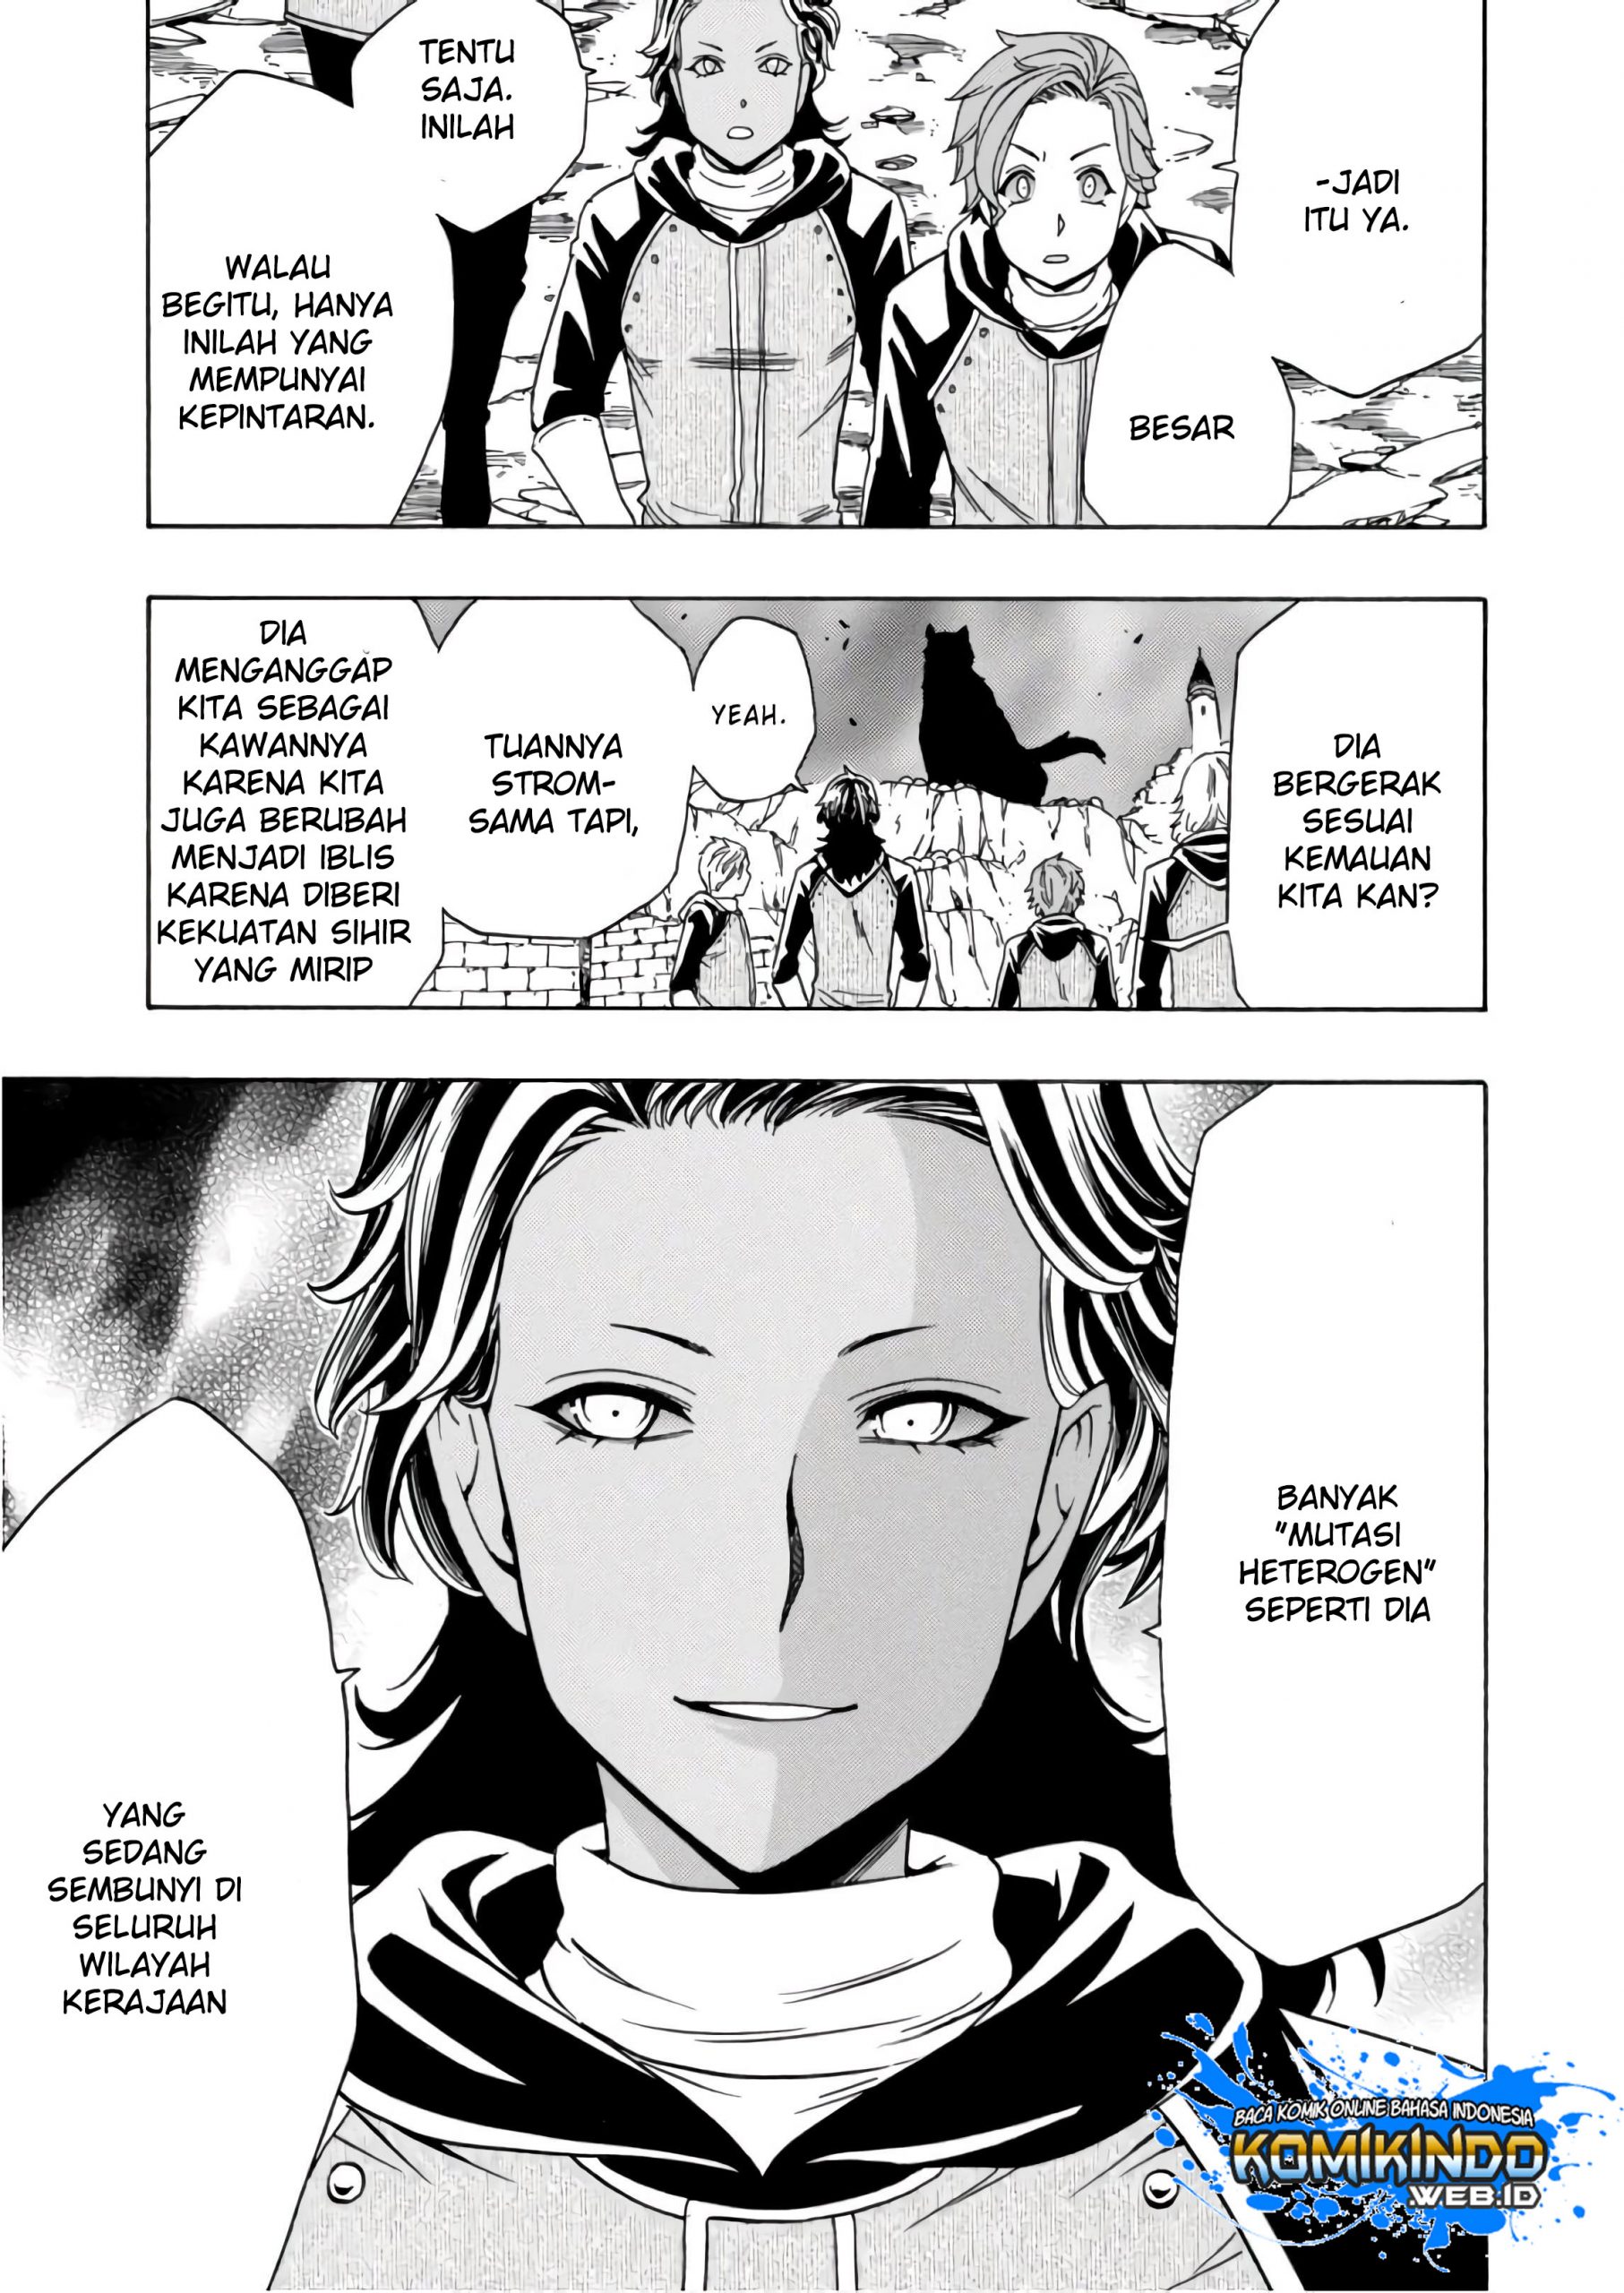 -JADI
ITU YA.
BESAR
TENTU
SAJA.
INILAH
WALAU
BEGITU, HANYA
INILAH YANG
MEMPUNYAI
KEPINTARAN.
DIA
BERGERAK
SESUAI
KEMAUAN
KITA KAN?
YEAH.
TUANNYA
STROM-
SAMA TAPI,
DIA
MENGANGGAP
KITA SEBAGAI
KAWANNYA
KARENA KITA
JUGA BERUBAH
MENJADI IBLIS
KARENA DIBERI
KEKUATAN SIHIR
YANG MIRIP
BANYAK
"MUTASI
HETEROGEN"
SEPERTI DIA
YANG
SEDANG
SEMBUNYI DI
SELURUH
WILAYAH
KERAJAAN
BACA KOMIK ONLINE BAHASA INDONESIA
KOMIKINDO
.WEB.ID